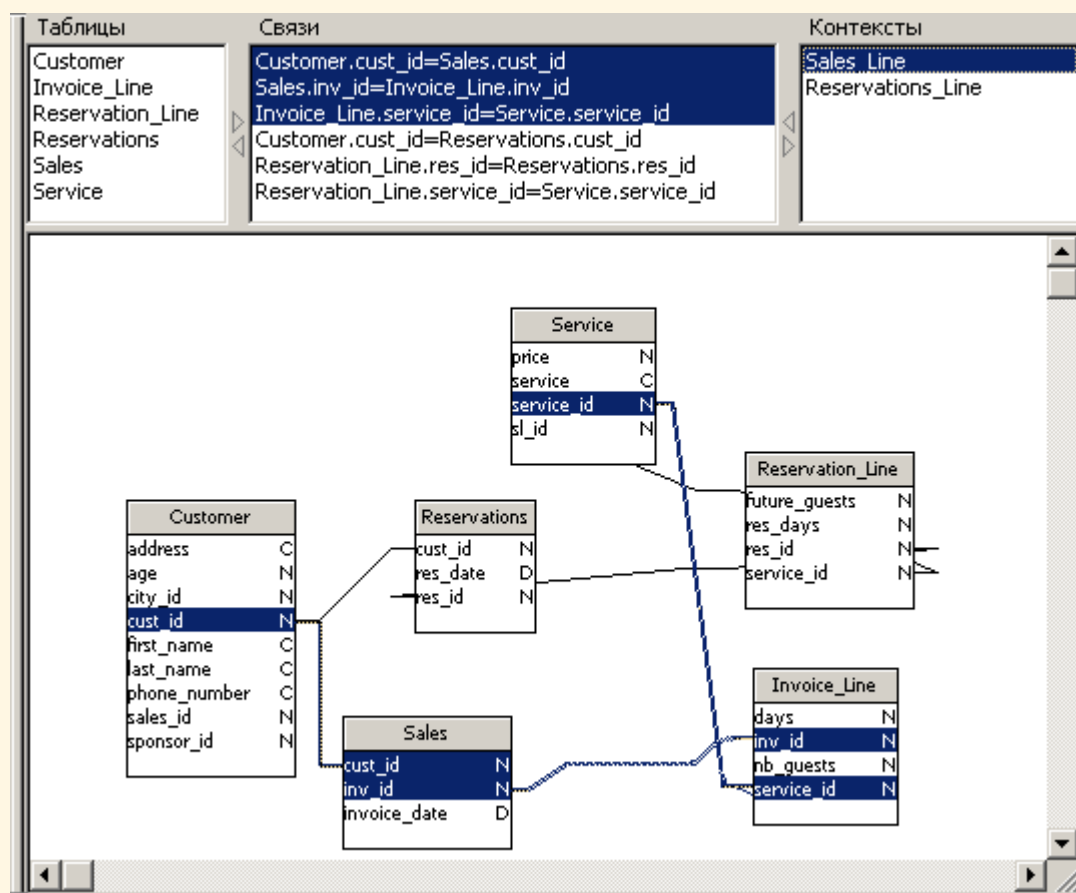 Таблицы
Связи
Контексты
Customer
Invoice_Line
Reservation_Line
Reservations
Sales
Service
Customer.cust_id=Sales.cust_id
Sales.inv_id=Invoice_Line.inv_id
Invoice_Line.service_id=Service.service_id
Customer.cust_id=Reservations.cust_id
Reservation_Line.res_id=Reservations.res_id
Reservation_Line.service_id=Service.service_id
Sales_Line
Reservations_Line
Service
price N
service C
service_id N
sl_id N
Reservation_Line
future_guests N
res_days N
res_id N
service_id N
Customer
address C
age N
city_id N
cust_id N
first_name C
last_name C
phone_number C
sales_id N
sponsor_id N
Reservations
cust_id N
res_date D
res_id N
Sales
cust_id N
inv_id N
invoice_date D
Invoice_Line
days N
inv_id N
nb_guests N
service_id N